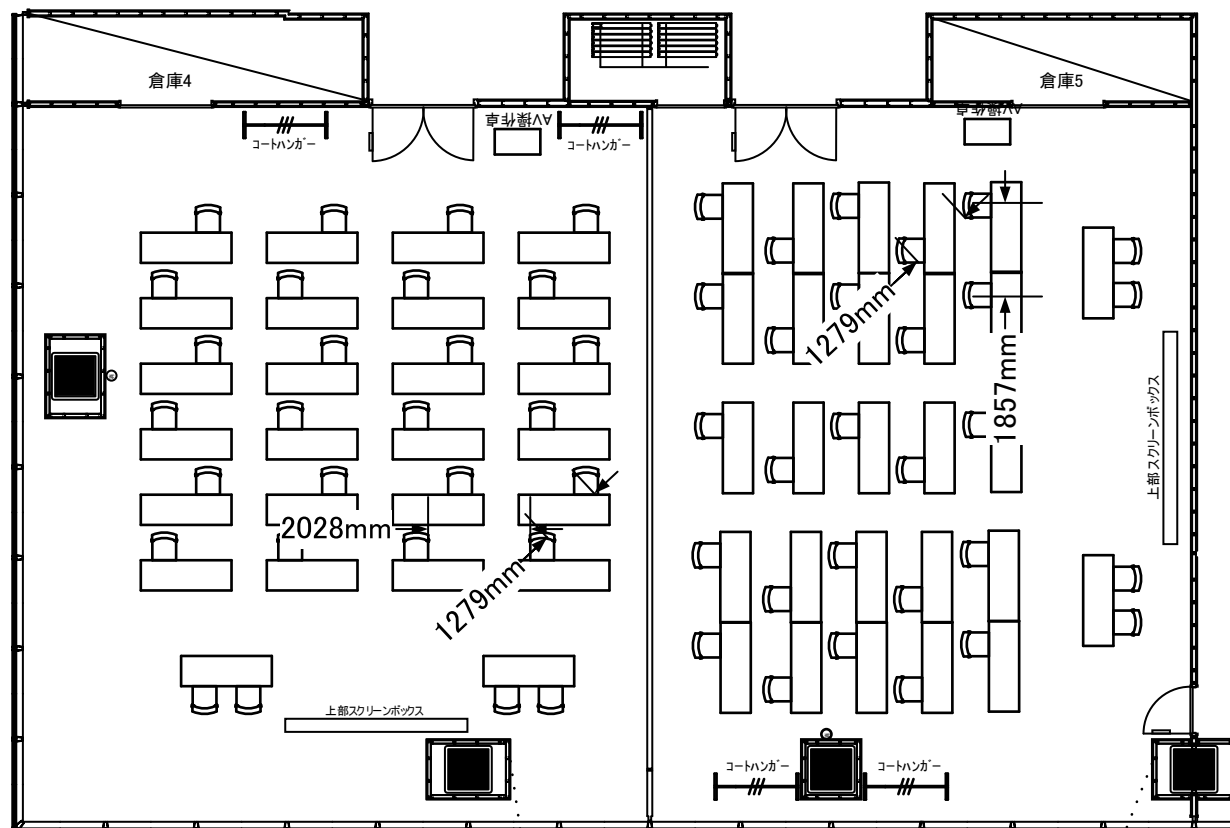 倉庫4
倉庫5
AV操作卓
AV操作卓
コートハンガー
コートハンガー
1279mm
1857mm
上部スクリーンボックス
2028mm
1279mm
上部スクリーンボックス
コートハンガー
コートハンガー